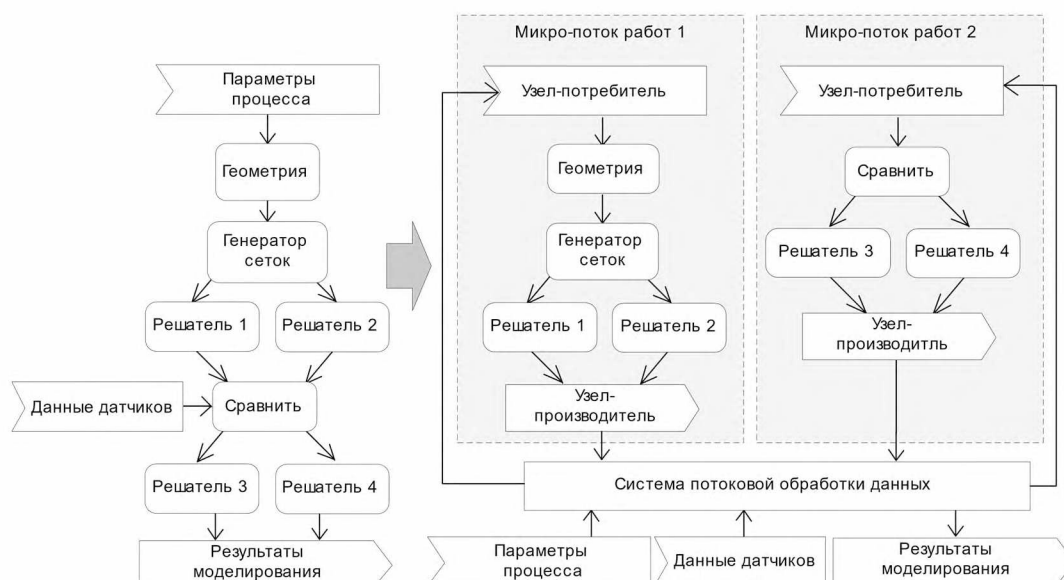 Параметры
процесса
Геометрия
Генератор
сеток
Решатель 1
Решатель 2
Данные датчиков
Сравнить
Решатель 3
Решатель 4
Результаты
моделирования
Микро-поток работ 1
Узел-потребитель
Геометрия
Генератор
сеток
Решатель 1
Решатель 2
Узел-
производитель
Микро-поток работ 2
Узел-потребитель
Сравнить
Решатель 3
Решатель 4
Узел-
производитль
Система потоковой обработки данных
Параметры
процесса
Данные датчиков
Результаты
моделирования